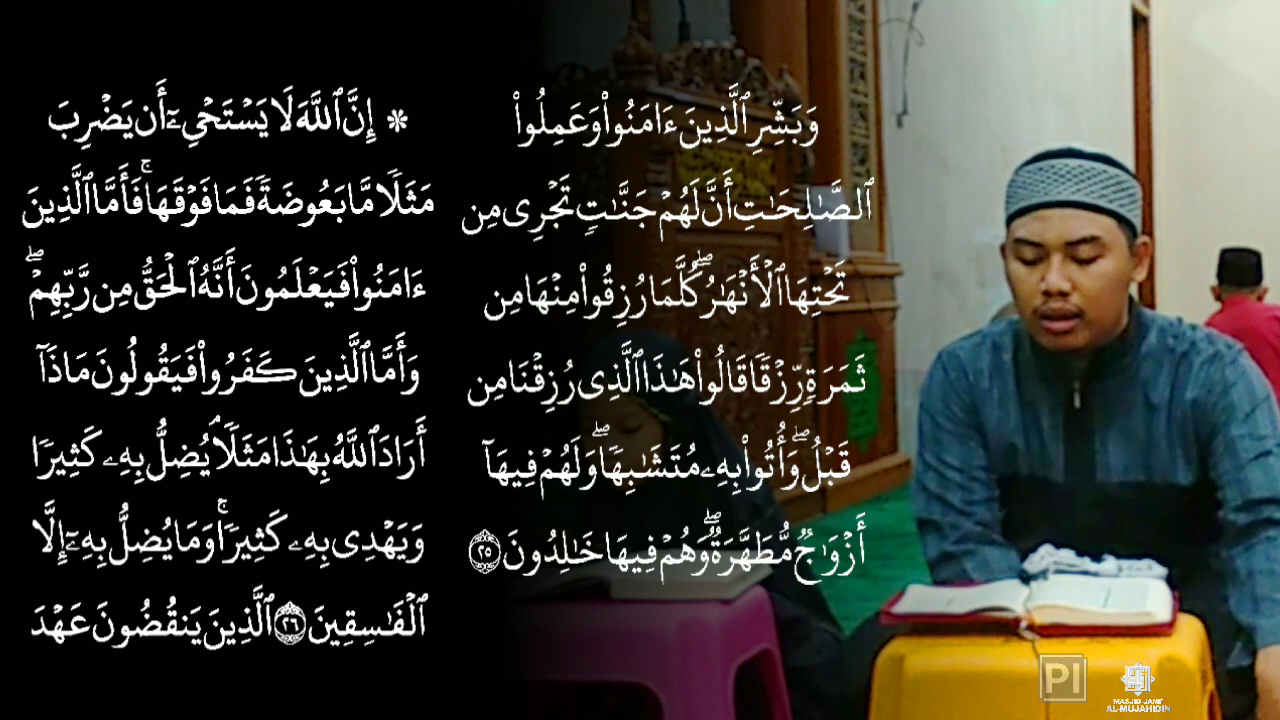 وَبَشِّرِ ٱلَّذِينَ ءَامَنُوا۟ وَعَمِلُوا۟
ٱلصَّـٰلِحَـٰتِ أَنَّ لَهُمْ جَنَّـٰتٍ تَجْرِى مِن
تَحْتِهَا ٱلْأَنْهَـٰرُ ۖ كُلَّمَا رُزِقُوا۟ مِنْهَا مِن
ثَمَرَةٍ رِّزْقًا قَالُوا۟ هَـٰذَا ٱلَّذِى رُزِقْنَا مِن
قَبْلُ ۖ وَأُتُوا۟ بِهِۦ مُتَشَـٰبِهًا ۖ وَلَهُمْ فِيهَآ
أَزْوَٰجٌ مُّطَهَّرَةٌ ۖ وَهُمْ فِيهَا خَـٰلِدُونَ ٢٥
* إِنَّ ٱللَّهَ لَا يَسْتَحْىِۦٓ أَن يَضْرِبَ
مَثَلًا مَّا بَعُوضَةً فَمَا فَوْقَهَا ۚ فَأَمَّا ٱلَّذِينَ
ءَامَنُوا۟ فَيَعْلَمُونَ أَنَّهُ ٱلْحَقُّ مِن رَّبِّهِمْ ۖ
وَأَمَّا ٱلَّذِينَ كَفَرُوا۟ فَيَقُولُونَ مَاذَآ
أَرَادَ ٱللَّهُ بِهَـٰذَا مَثَلًا ۘ يُضِلُّ بِهِۦ كَثِيرًا
وَيَهْدِى بِهِۦ كَثِيرًا ۚ وَمَا يُضِلُّ بِهِۦٓ إِلَّا
ٱلْفَـٰسِقِينَ ٢٦ ٱلَّذِينَ يَنقُضُونَ عَهْدَ
PI
MASJID JAMI'
AL-MUJAHIDIN